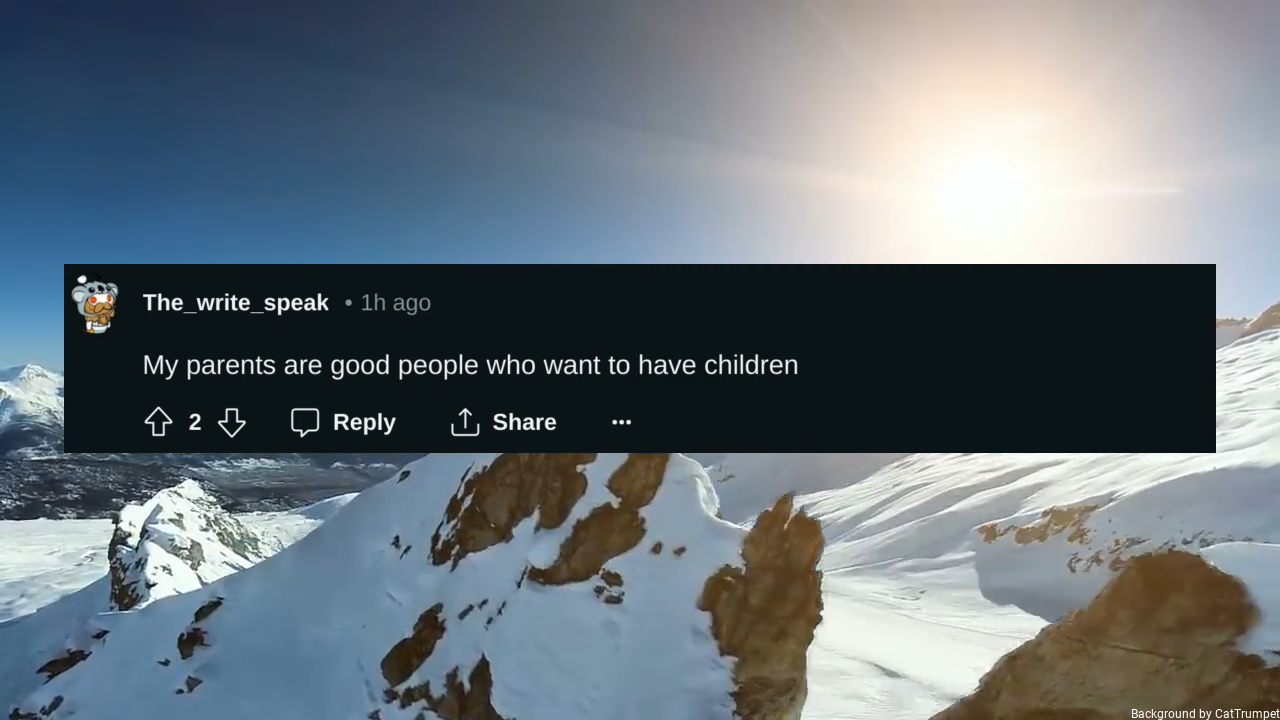 The_write_speak • 1h ago
My parents are good people who want to have children
2 Reply Share ...
Background by CatTrumpet